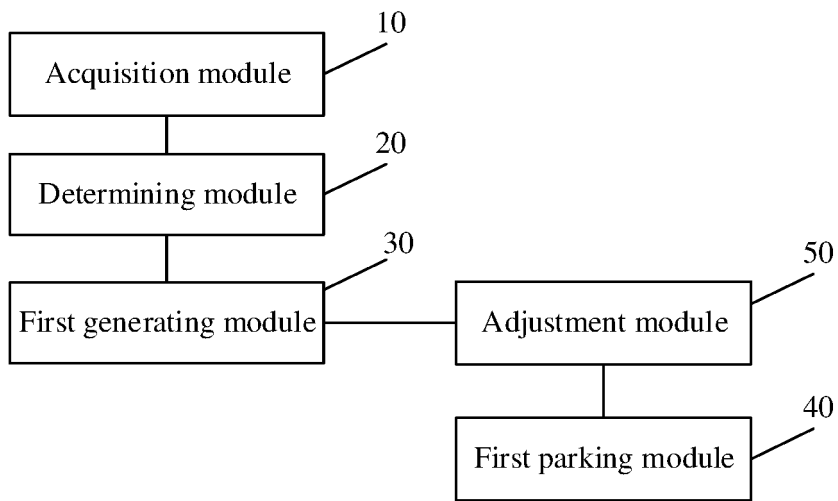 10
Acquisition module
20
Determining module
30
First generating module
50
Adjustment module
40
First parking module